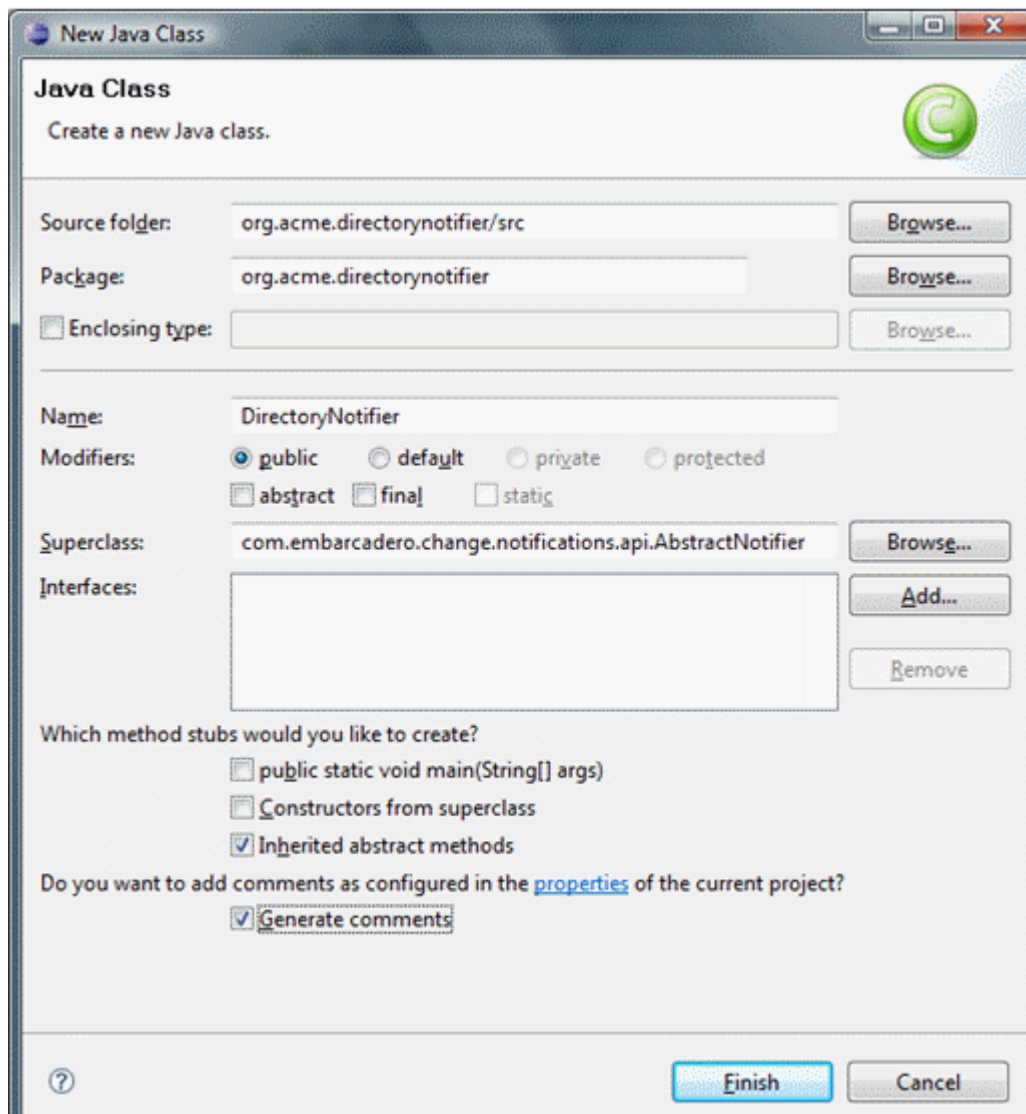 New Java Class
Java Class
Create a new Java class.
C
Source folder: org.acme.directorynotifier/src Browse...
Package: org.acme.directorynotifier Browse...
Enclosing type: Browse...
Name: DirectoryNotifier
Modifiers: public default private protected
abstract final static
Superclass: com.embarcadero.change.notifications.api.AbstractNotifier Browse...
Interfaces: Add...
Remove
Which method stubs would you like to create?
public static void main(String[] args)
Constructors from superclass
Inherited abstract methods
Do you want to add comments as configured in the properties of the current project?
Generate comments
? Finish Cancel